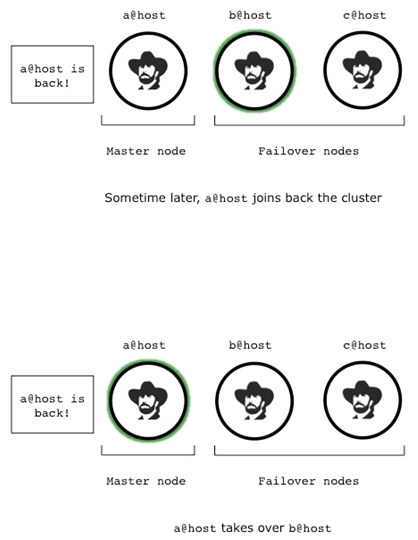 a@host
b@host
c@host
a@host is
back!
Master node
Failover nodes
Sometime later, a@host joins back the cluster
a@host
b@host
c@host
a@host is
back!
Master node
Failover nodes
a@host takes over b@host